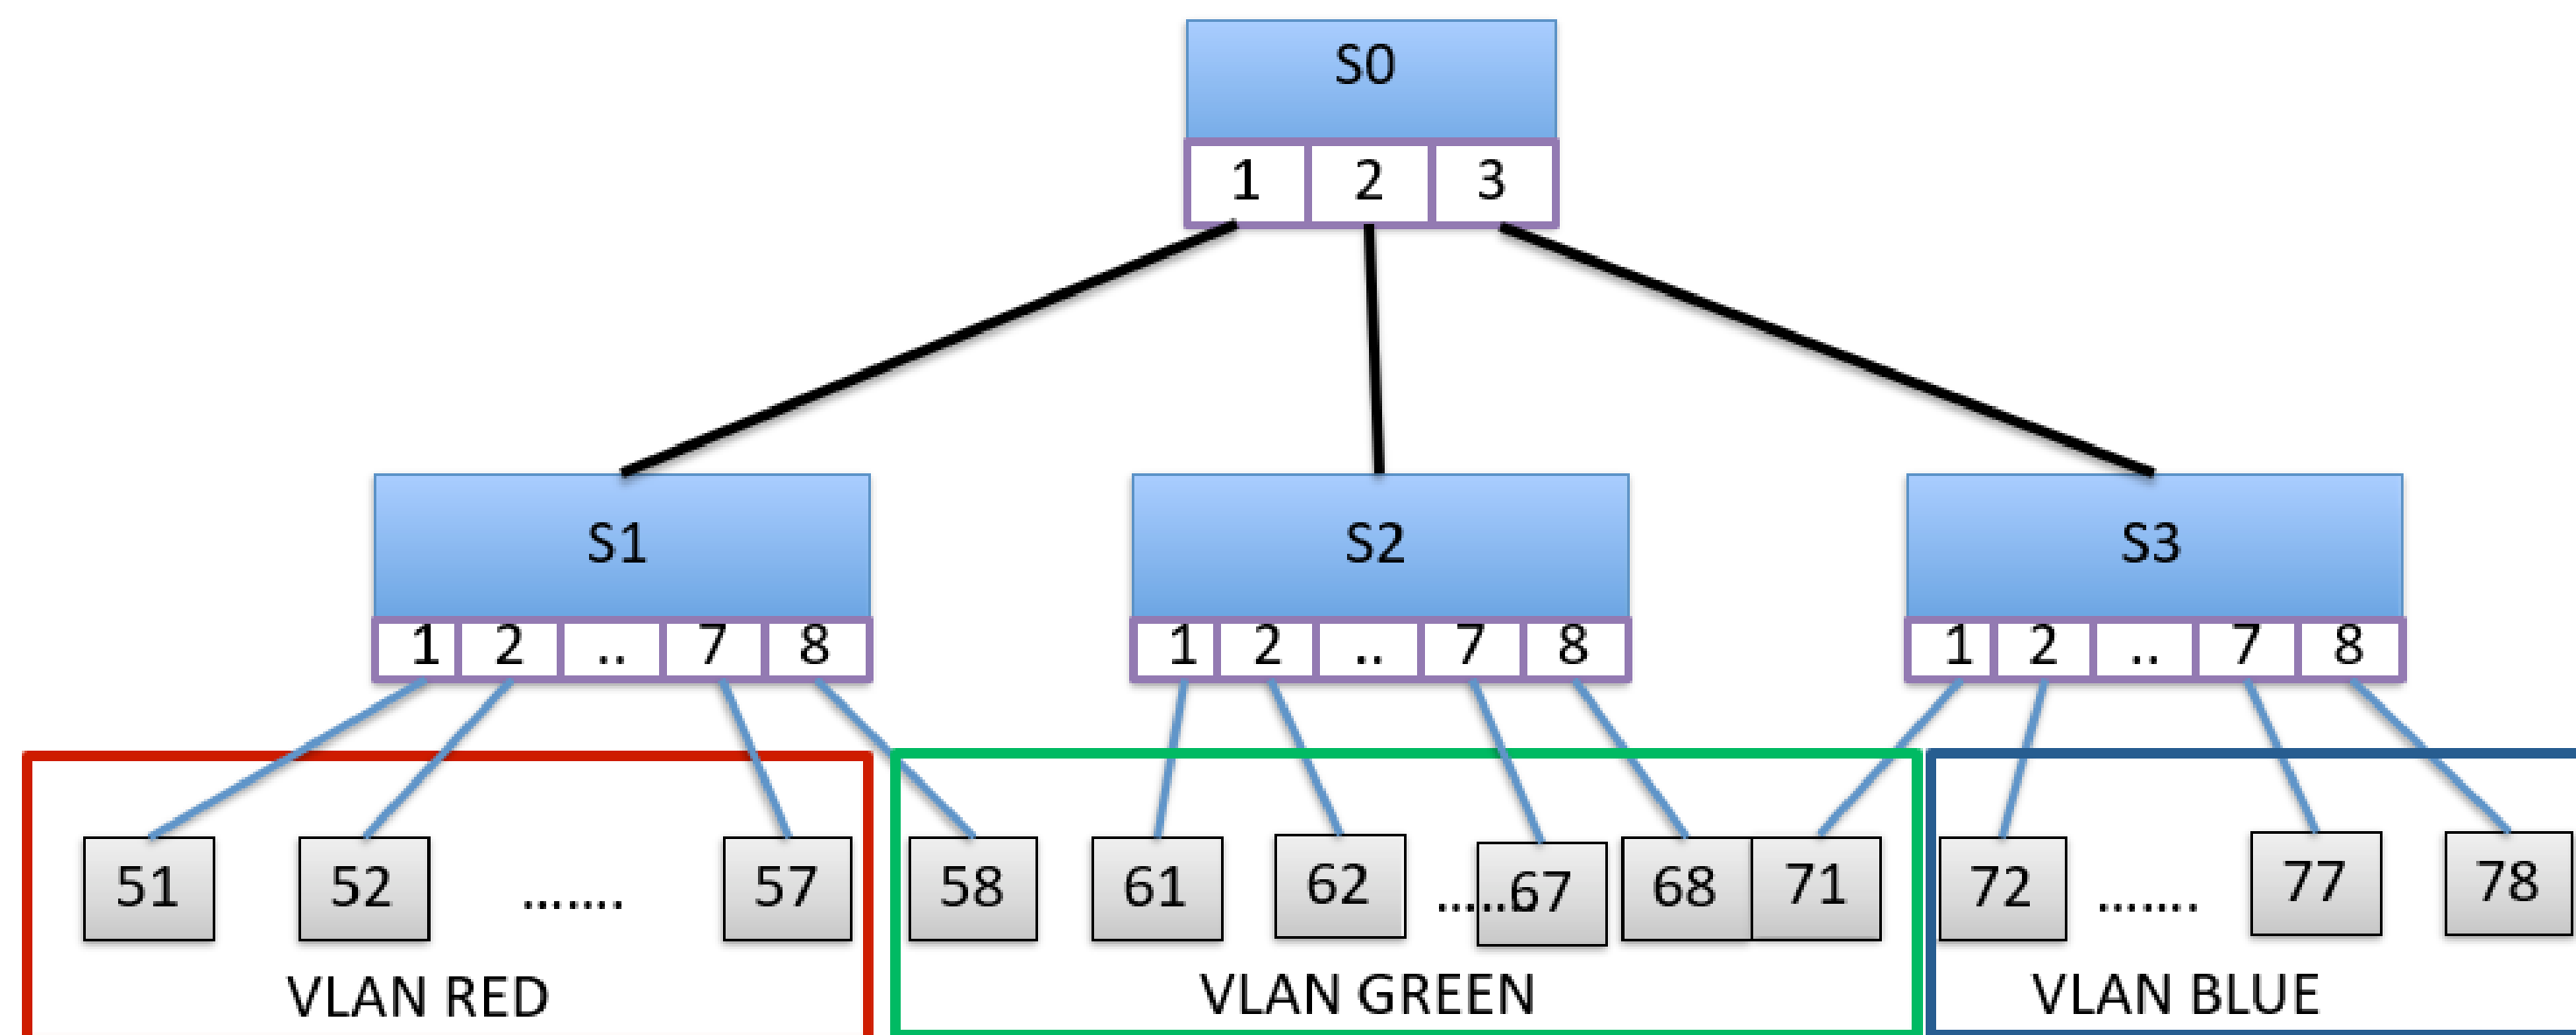 S0
1 2 3
S1 S2 S3
1 2 .. 7 8 1 2 .. 7 8 1 2 .. 7 8
51 52 ....... 57 58 61 62 ....... 67 68 71 72 ....... 77 78
VLAN RED VLAN GREEN VLAN BLUE